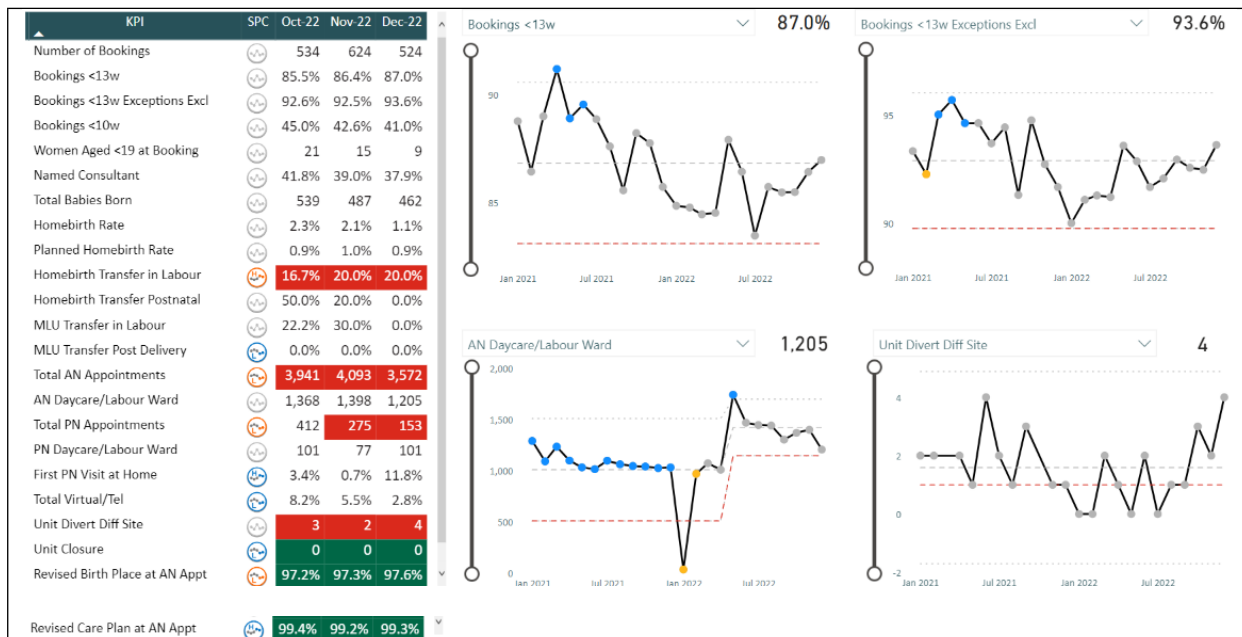 KPI SPC Oct-22 Nov-22 Dec-22
Number of Bookings 534 624 524
Bookings <13w 85.5% 86.4% 87.0%
Bookings <13w Exceptions Excl 92.6% 92.5% 93.6%
Bookings <10w 45.0% 42.6% 41.0%
Women Aged <19 at Booking 21 15 9
Named Consultant 41.8% 39.0% 37.9%
Total Babies Born 539 487 462
Homebirth Rate 2.3% 2.1% 1.1%
Planned Homebirth Rate 0.9% 1.0% 0.9%
Homebirth Transfer in Labour H 16.7% 20.0% 20.0%
Homebirth Transfer Postnatal 50.0% 20.0% 0.0%
MLU Transfer in Labour 22.2% 30.0% 0.0%
MLU Transfer Post Delivery L 0.0% 0.0% 0.0%
Total AN Appointments L 3,941 4,093 3,572
AN Daycare/Labour Ward 1,368 1,398 1,205
Total PN Appointments L 412 275 153
PN Daycare/Labour Ward 101 77 101
First PN Visit at Home H 3.4% 0.7% 11.8%
Total Virtual/Tel L 8.2% 5.5% 2.8%
Unit Divert Diff Site 3 2 4
Unit Closure L 0 0 0
Revised Birth Place at AN Appt L 97.2% 97.3% 97.6%
Revised Care Plan at AN Appt H 99.4% 99.2% 99.3%
Bookings <13w 87.0%
90
85
Jan 2021 Jul 2021 Jan 2022 Jul 2022
Bookings <13w Exceptions Excl 93.6%
95
90
Jan 2021 Jul 2021 Jan 2022 Jul 2022
AN Daycare/Labour Ward 1,205
2,000
1,500
1,000
500
0
Jan 2021 Jul 2021 Jan 2022 Jul 2022
Unit Divert Diff Site 4
4
2
0
-2
Jan 2021 Jul 2021 Jan 2022 Jul 2022